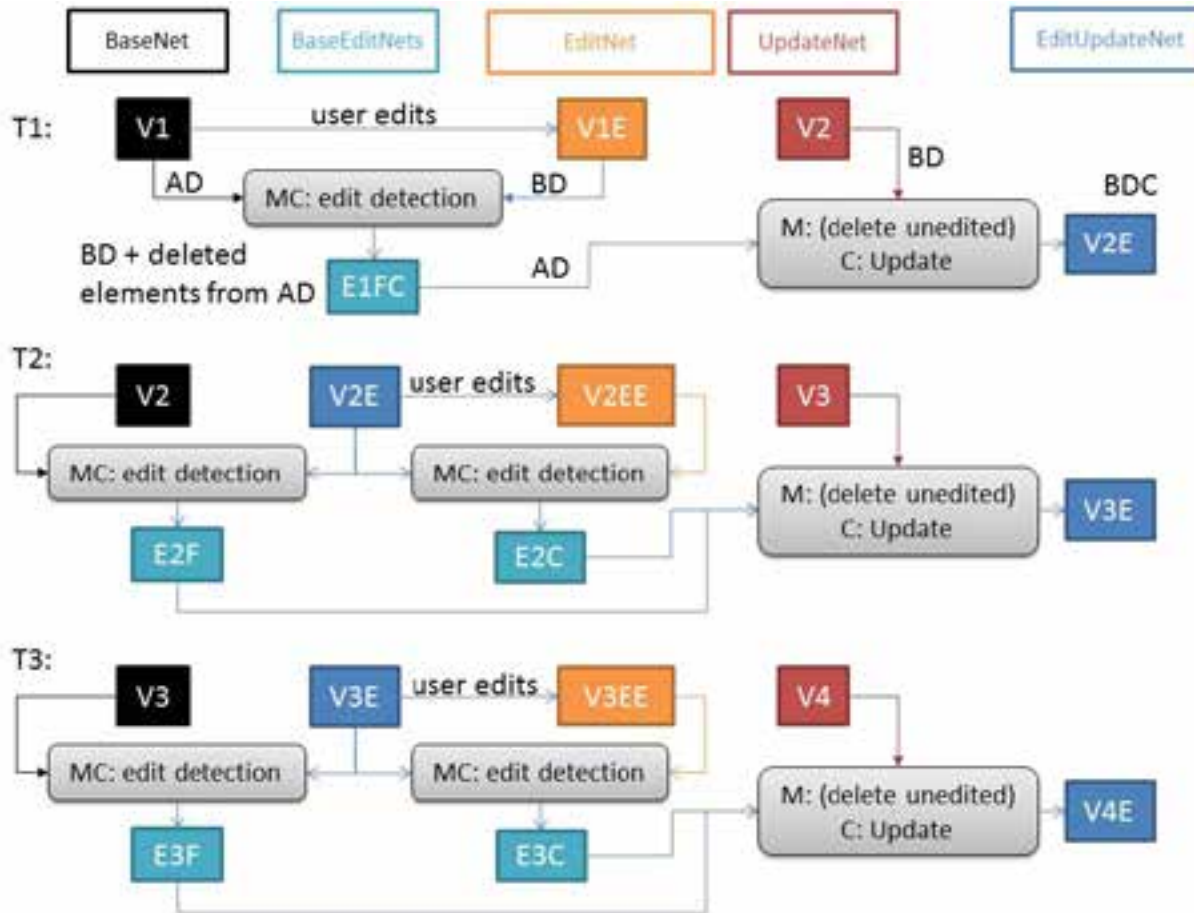 BaseNet
BaseEditNets
EditNet
UpdateNet
EditUpdateNet
T1:
V1
user edits
V1E
V2
AD
BD
BD
BDC
MC: edit detection
M: (delete unedited)
C: Update
V2E
BD + deleted
elements from AD
E1FC
AD
T2:
V2
V2E
user edits
V2EE
V3
MC: edit detection
MC: edit detection
M: (delete unedited)
C: Update
V3E
E2F
E2C
T3:
V3
V3E
user edits
V3EE
V4
MC: edit detection
MC: edit detection
M: (delete unedited)
C: Update
V4E
E3F
E3C